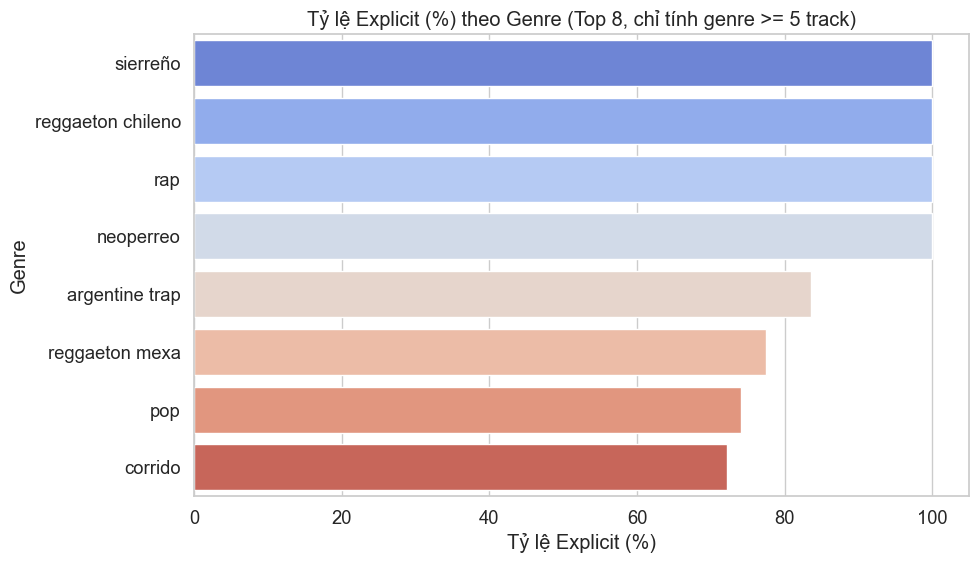 Tỷ lệ Explicit (%) theo Genre (Top 8, chỉ tính genre >= 5 track)
sierreño
reggaeton chileno
rap
neoperreo
argentine trap
reggaeton mexa
pop
corrido
Genre
0 20 40 60 80 100
Tỷ lệ Explicit (%)